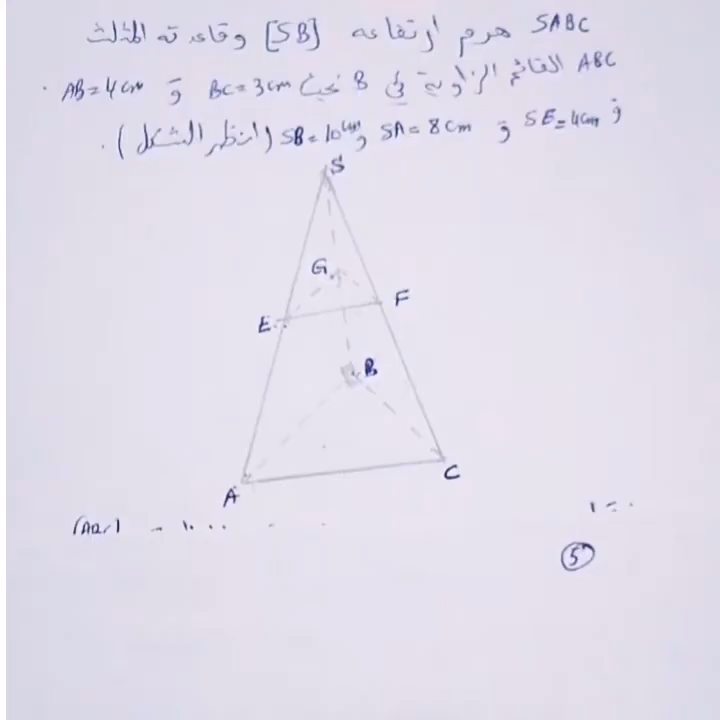 SABC هرم ارتفاعه [SB] وقاعدته المثلث
ABC القائم الزاوية في B بحيث BC=3cm و AB=4cm.
و SE=4cm و SA=8cm و SB=10cm (انظر الشكل).
S
G
E
F
B
A
C
5